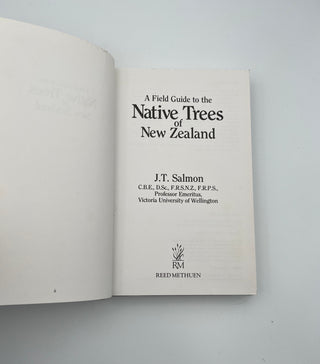 A Field Guide to the
Native Trees
of
New Zealand
J.T. Salmon
C.B.E., D.Sc., F.R.S.N.Z., F.R.P.S.,
Professor Emeritus,
Victoria University of Wellington
RM
REED METHUEN